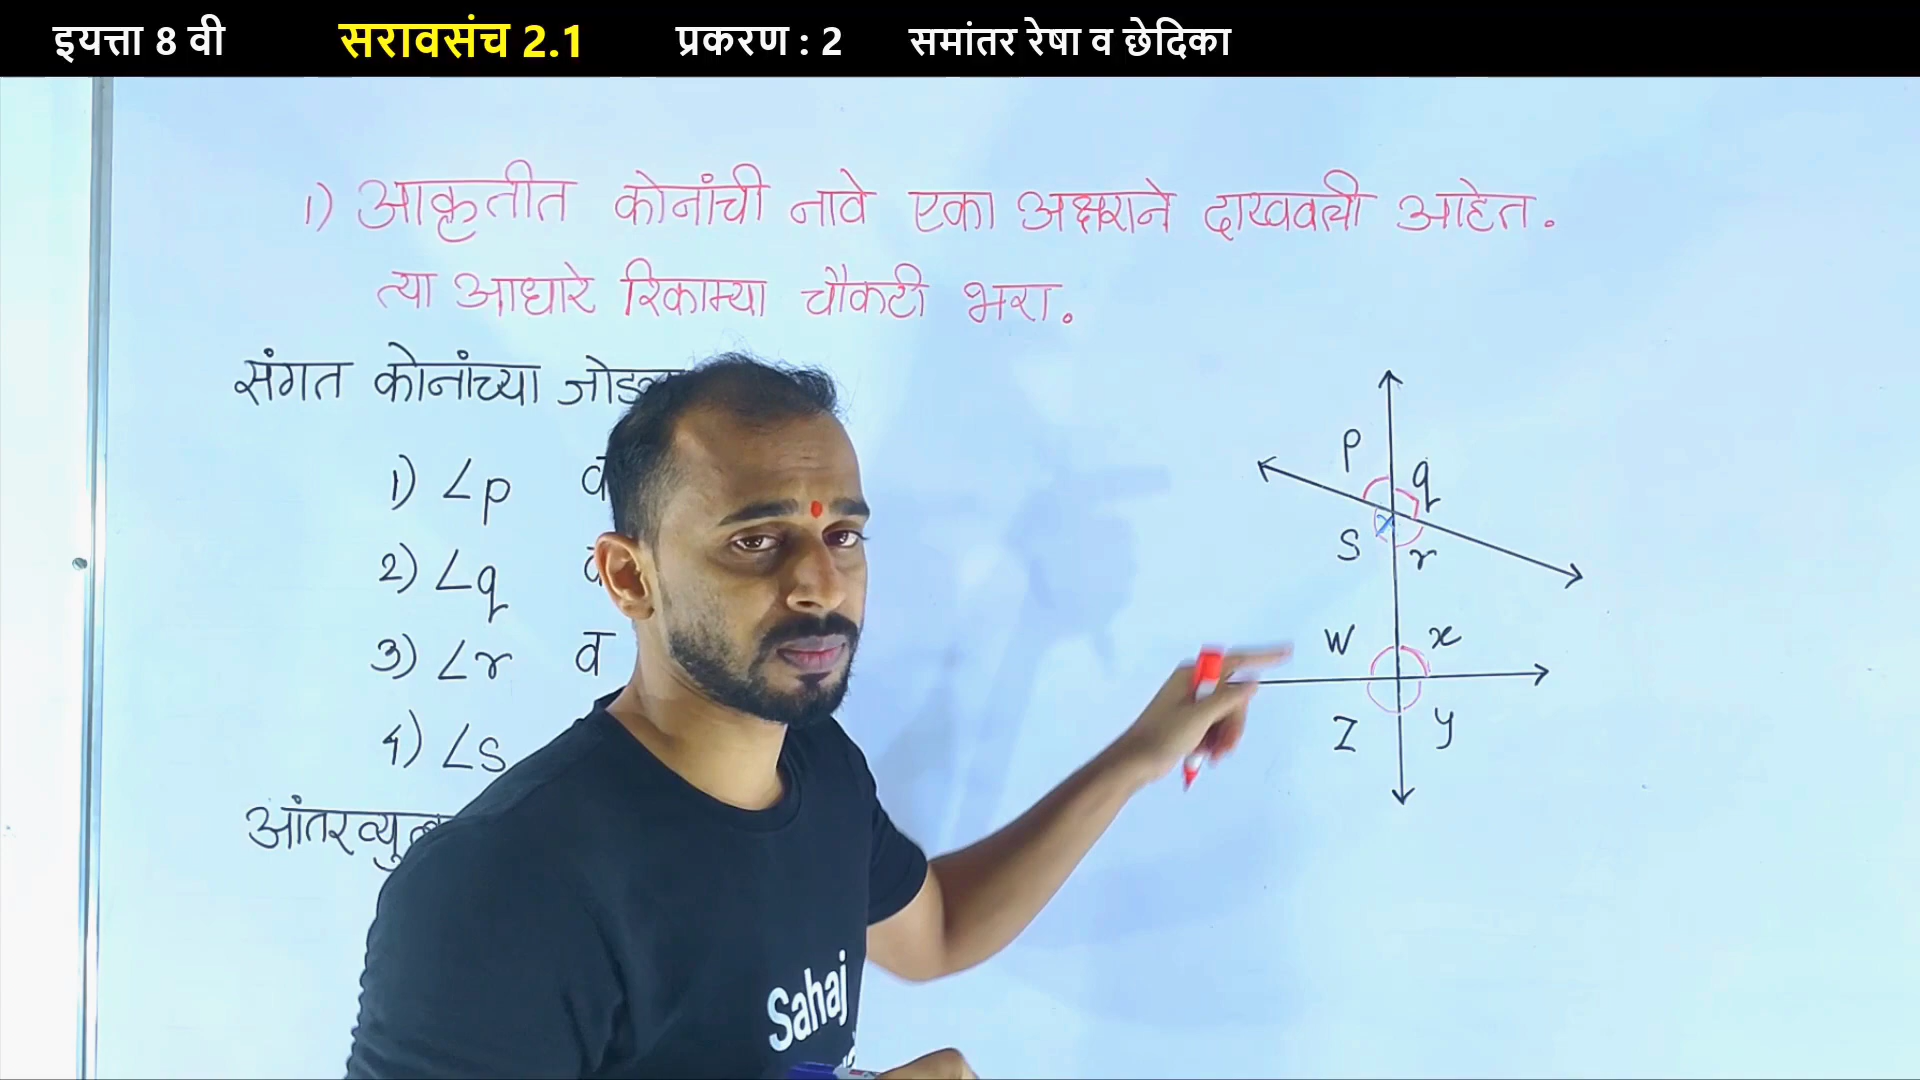 इयत्ता 8 वी सरावसंच 2.1 प्रकरण : 2 समांतर रेषा व छेदिका
1) आकृतीत कोनांची नावे एका अक्षराने दाखवली आहेत.
त्या आधारे रिकाम्या चौकटी भरा.
संगत कोनांच्या
1) ∠p व
2) ∠q
3) ∠r व
4) ∠s
P
q
S
r
W
x
Z
y
Sahaj